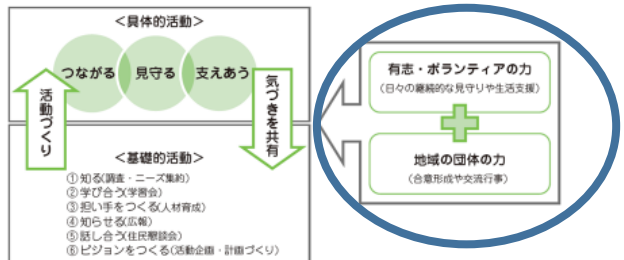 ＜具体的活動＞
つながる
見守る
支えあう
活動づくり
気づきを共有
＜基礎的活動＞
①知る(調査・ニーズ集約)
②学び合う(学習会)
③担い手をつくる(人材育成)
④知らせる(広報)
⑤話し合う(住民懇談会)
⑥ビジョンをつくる(活動企画・計画づくり)
有志・ボランティアの力
(日々の継続的な見守りや生活支援)
地域の団体の力
(合意形成や交流行事)